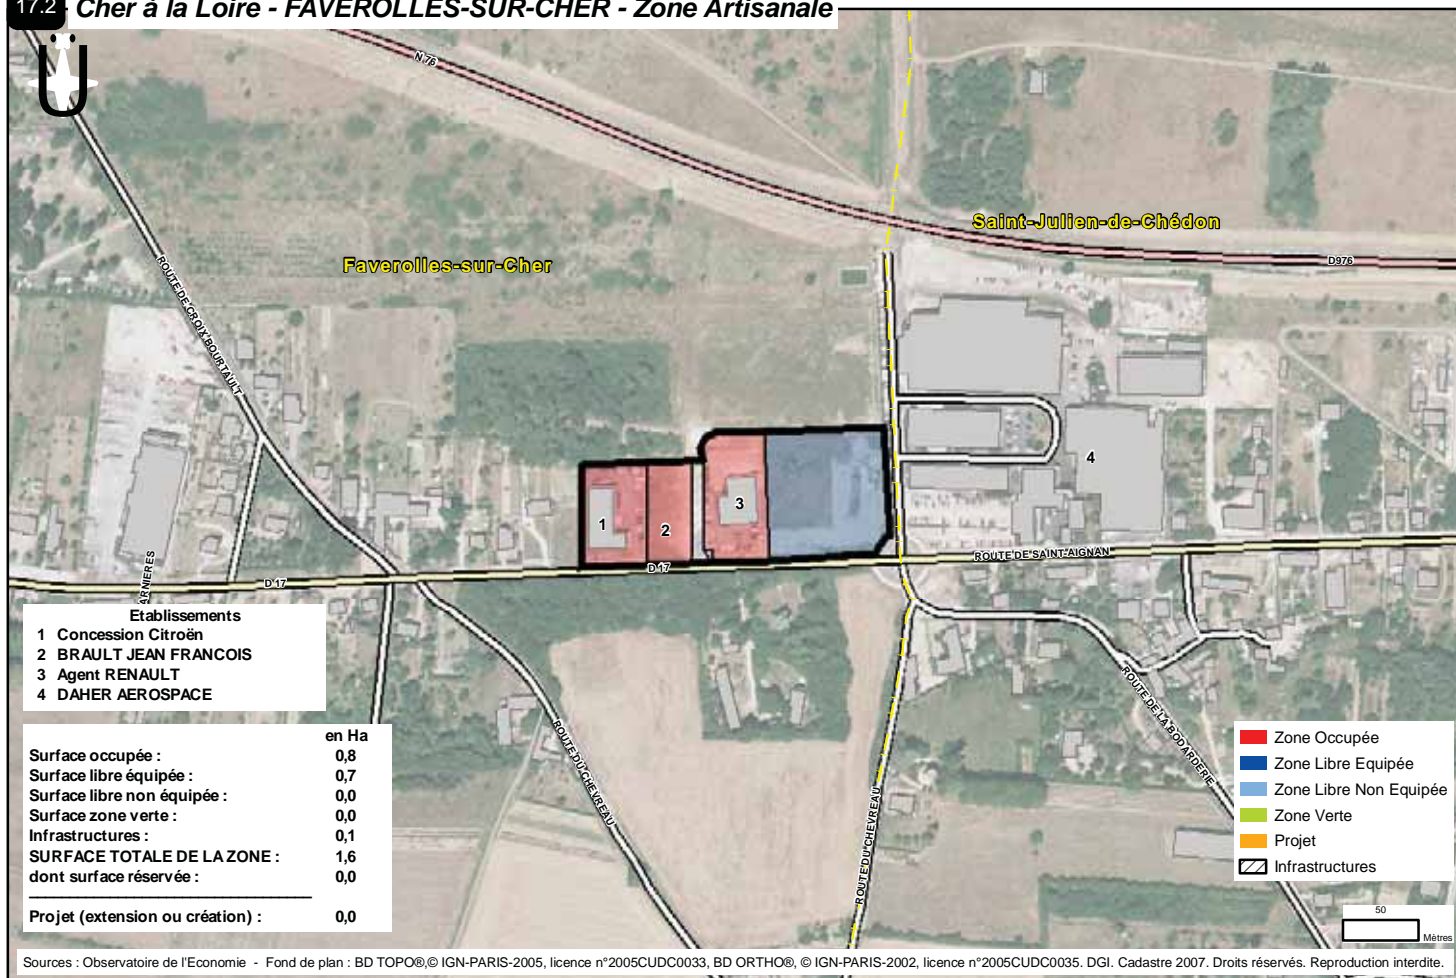 17.2 Cher à la Loire - FAVEROLLES-SUR-CHER - Zone Artisanale
Ü
N 76
Saint-Julien-de-Chédon
Faverolles-sur-Cher
D976
ROUTE DE CROIX BOURTAULT
4
3
1
2
ROUTE DE SAINT-AIGNAN
D 17
D 17
ARNIERES
Etablissements
1 Concession Citroën
2 BRAULT JEAN FRANCOIS
3 Agent RENAULT
4 DAHER AEROSPACE
ROUTE DE LA BODARDERIE
ROUTE DU CHEVREAU
ROUTE DU CHEVREAU
en Ha
Surface occupée : 0,8
Surface libre équipée : 0,7
Surface libre non équipée : 0,0
Surface zone verte : 0,0
Infrastructures : 0,1
SURFACE TOTALE DE LA ZONE : 1,6
dont surface réservée : 0,0
Projet (extension ou création) : 0,0
Zone Occupée
Zone Libre Equipée
Zone Libre Non Equipée
Zone Verte
Projet
Infrastructures
50
Mètres
Sources : Observatoire de l'Economie - Fond de plan : BD TOPO®,© IGN-PARIS-2005, licence n°2005CUDC0033, BD ORTHO®, © IGN-PARIS-2002, licence n°2005CUDC0035. DGI. Cadastre 2007. Droits réservés. Reproduction interdite.